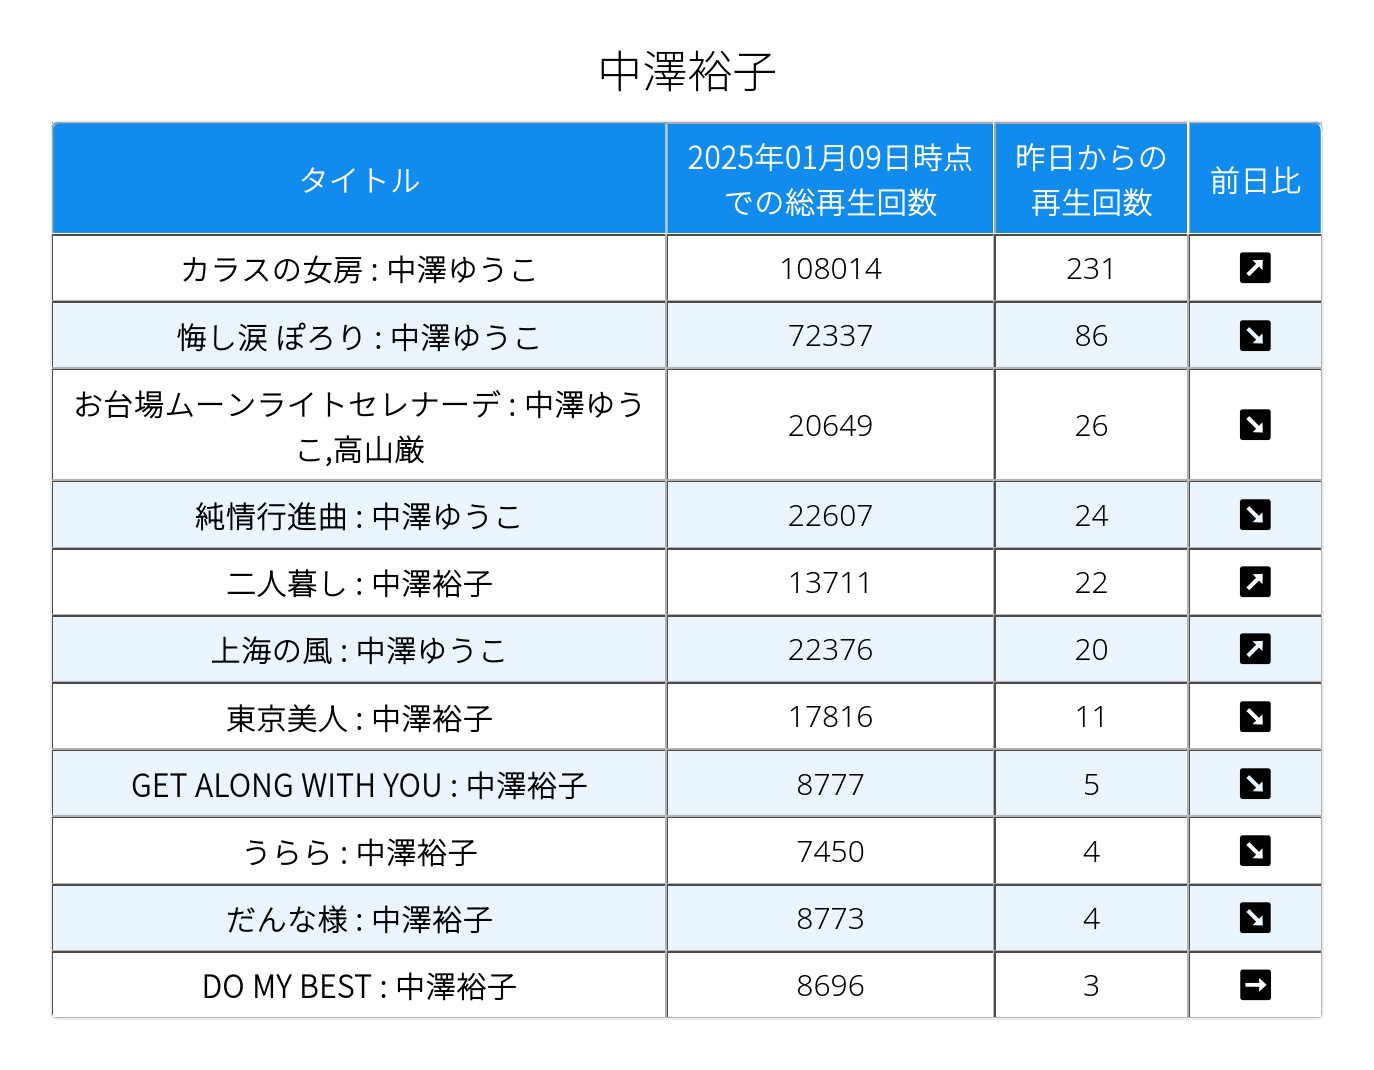 中澤裕子
タイトル
2025年01月09日時点
での総再生回数
昨日からの
再生回数
前日比
カラスの女房 : 中澤ゆうこ
108014
231
悔し涙 ぽろり : 中澤ゆうこ
72337
86
お台場ムーンライトセレナーデ : 中澤ゆう
こ,高山厳
20649
26
純情行進曲 : 中澤ゆうこ
22607
24
二人暮し : 中澤裕子
13711
22
上海の風 : 中澤ゆうこ
22376
20
東京美人 : 中澤裕子
17816
11
GET ALONG WITH YOU : 中澤裕子
8777
5
うらら : 中澤裕子
7450
4
だんな様 : 中澤裕子
8773
4
DO MY BEST : 中澤裕子
8696
3